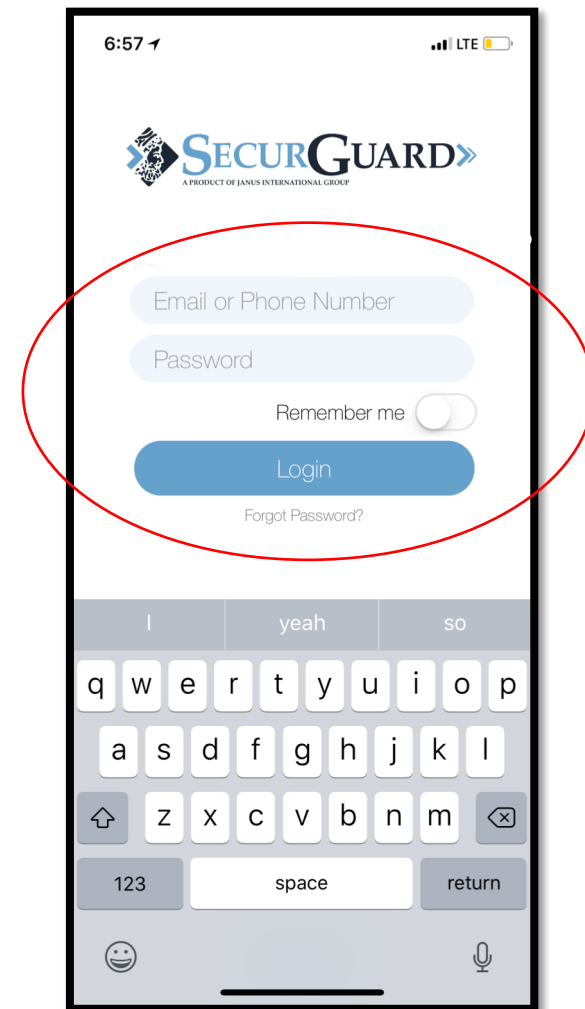 6:57 LTE
SECURGUARD
A PRODUCT OF JANUS INTERNATIONAL GROUP
Email or Phone Number
Password
Remember me
Login
Forgot Password?
I yeah so
q w e r t y u i o p
a s d f g h j k l
z x c v b n m
123 space return